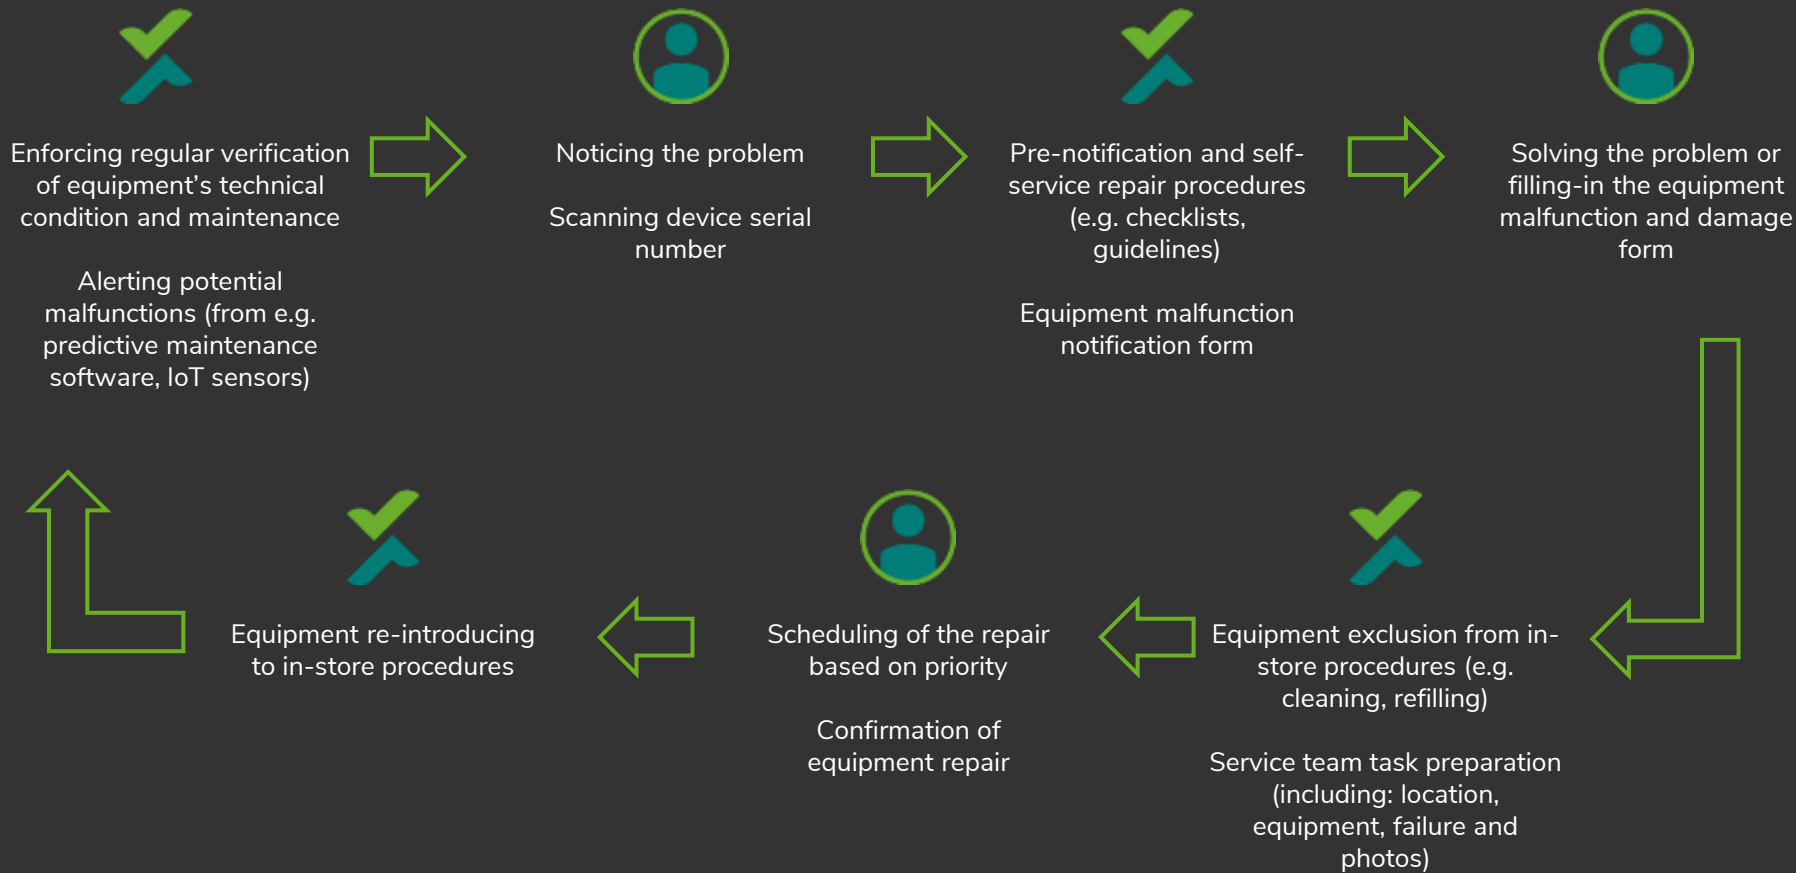 Enforcing regular verification
of equipment's technical
condition and maintenance
Alerting potential
malfunctions (from e.g.
predictive maintenance
software, IoT sensors)
Noticing the problem
Scanning device serial
number
Pre-notification and self-
service repair procedures
(e.g. checklists,
guidelines)
Equipment malfunction
notification form
Solving the problem or
filling-in the equipment
malfunction and damage
form
Equipment exclusion from in-
store procedures (e.g.
cleaning, refilling)
Service team task preparation
(including: location,
equipment, failure and
photos)
Scheduling of the repair
based on priority
Confirmation of
equipment repair
Equipment re-introducing
to in-store procedures